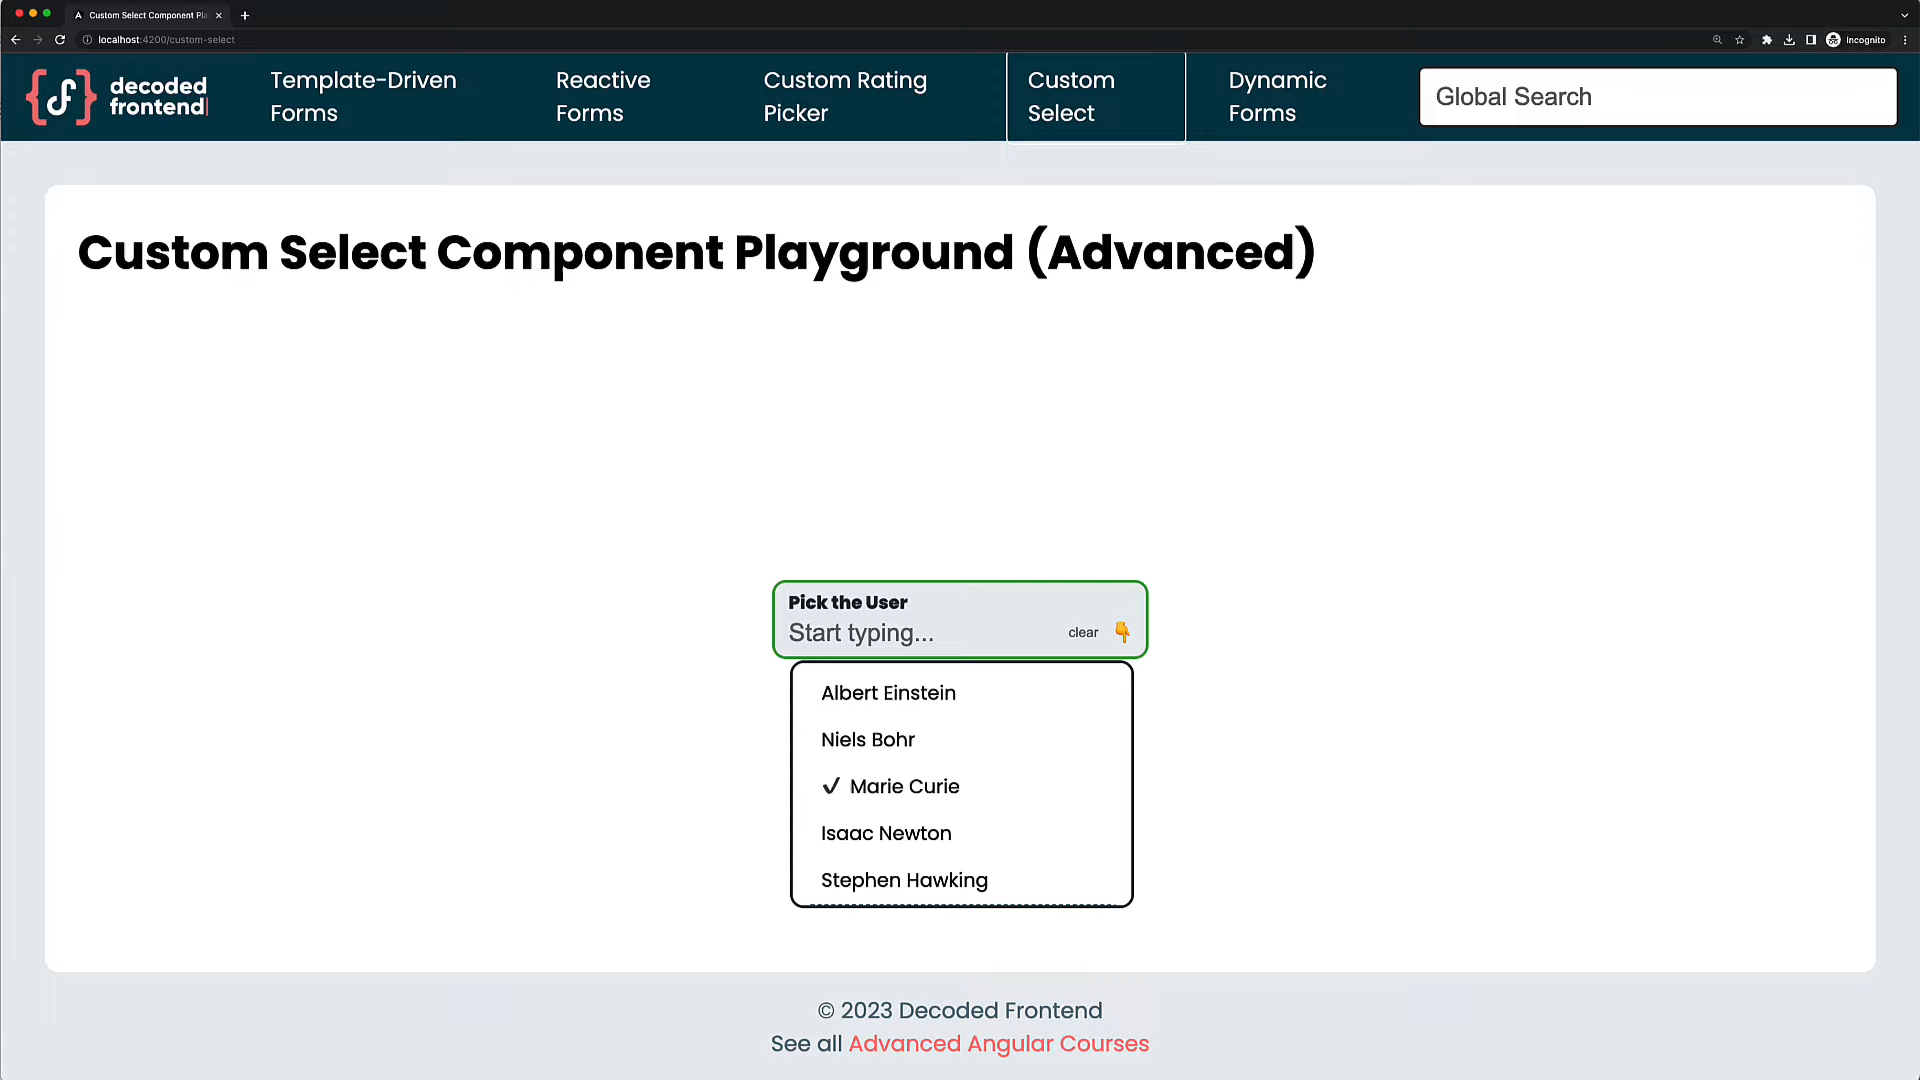 Custom Select Component Pla
localhost:4200/custom-select
Incognito
decoded
frontend
Template-Driven
Forms
Reactive
Forms
Custom Rating
Picker
Custom
Select
Dynamic
Forms
Global Search
Custom Select Component Playground (Advanced)
Pick the User
Start typing...
clear
Albert Einstein
Niels Bohr
Marie Curie
Isaac Newton
Stephen Hawking
© 2023 Decoded Frontend
See all Advanced Angular Courses